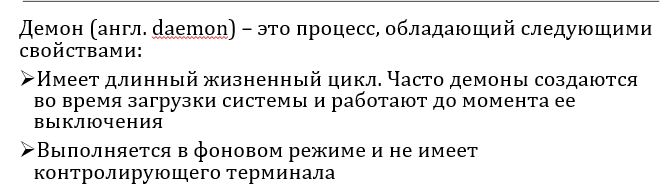 Демон (англ. daemon) – это процесс, обладающий следующими
свойствами:
➢Имеет длинный жизненный цикл. Часто демоны создаются
во время загрузки системы и работают до момента ее
выключения
➢Выполняется в фоновом режиме и не имеет
контролирующего терминала